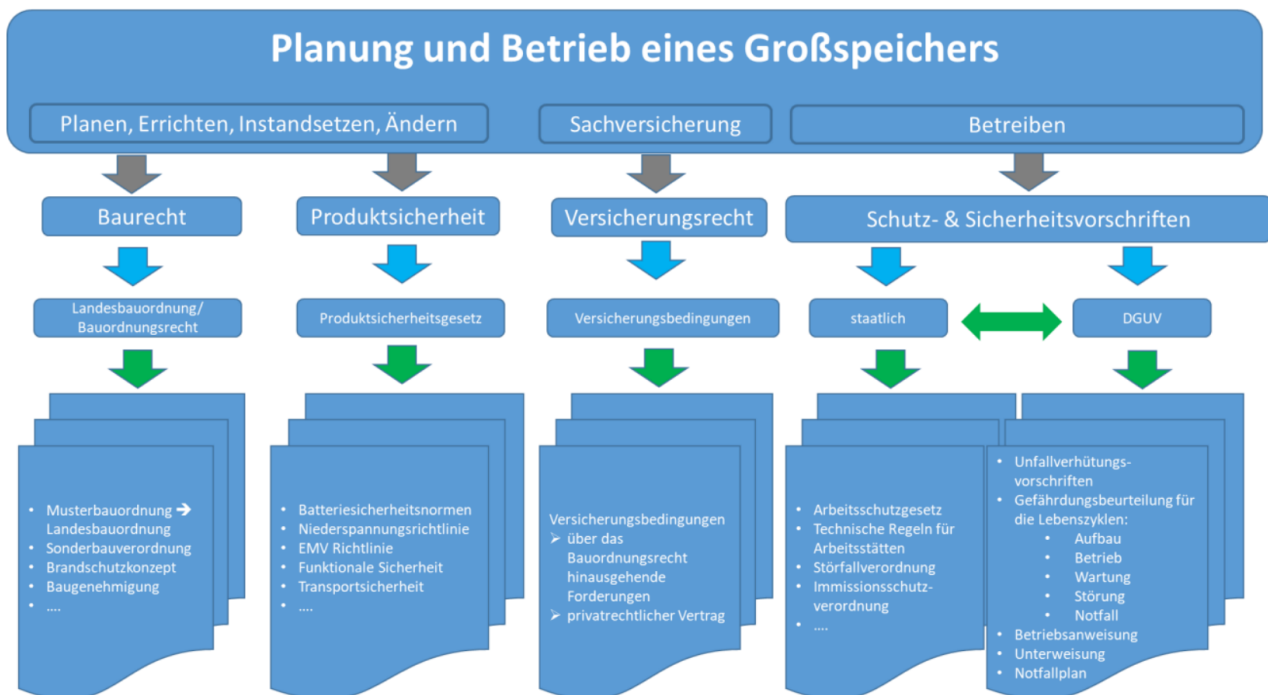 Planung und Betrieb eines Großspeichers
Planen, Errichten, Instandsetzen, Ändern
Sachversicherung
Betreiben
Baurecht
Produktsicherheit
Versicherungsrecht
Schutz- & Sicherheitsvorschriften
Landesbauordnung/
Bauordnungsrecht
Produktsicherheitsgesetz
Versicherungsbedingungen
staatlich
DGUV
• Musterbauordnung ➔
Landesbauordnung
• Sonderbauverordnung
• Brandschutzkonzept
• Baugenehmigung
• ....
• Batteriesicherheitsnormen
• Niederspannungsrichtlinie
• EMV Richtlinie
• Funktionale Sicherheit
• Transportsicherheit
• ....
Versicherungsbedingungen
➢ über das
Bauordnungsrecht
hinausgehende
Forderungen
➢ privatrechtlicher Vertrag
• Arbeitsschutzgesetz
• Technische Regeln für
Arbeitsstätten
• Störfallverordnung
• Immissionsschutz-
verordnung
• ....
• Unfallverhütungs-
vorschriften
• Gefährdungsbeurteilung für
die Lebenszyklen:
• Aufbau
• Betrieb
• Wartung
• Störung
• Notfall
• Betriebsanweisung
• Unterweisung
• Notfallplan